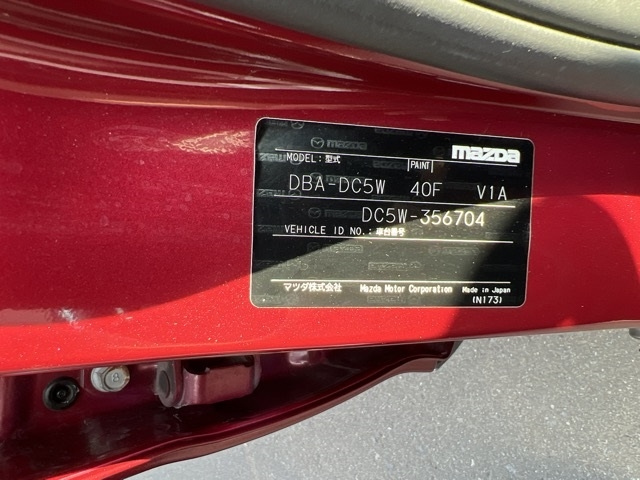 mazda
MODEL: 型式 PAINT
DBA-DC5W 40F V1A
DC5W-356704
VEHICLE ID NO.: 車台番号
マツダ株式会社 Mazda Motor Corporation Made in Japan
(N173)